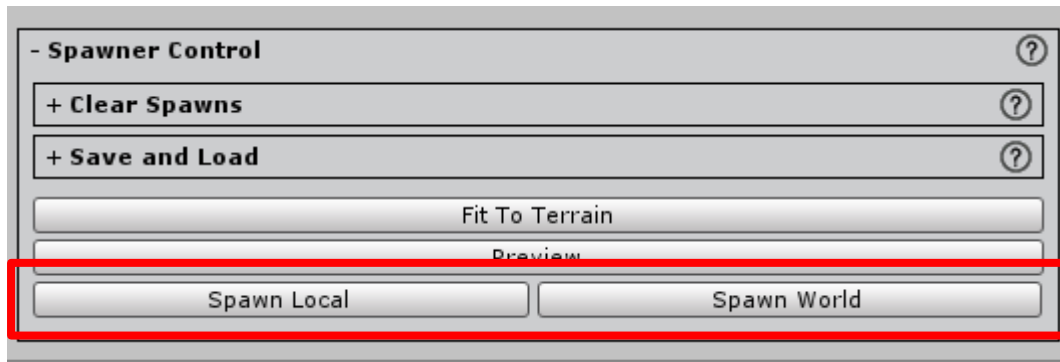 - Spawner Control ?
+ Clear Spawns ?
+ Save and Load ?
Fit To Terrain
Preview
Spawn Local Spawn World